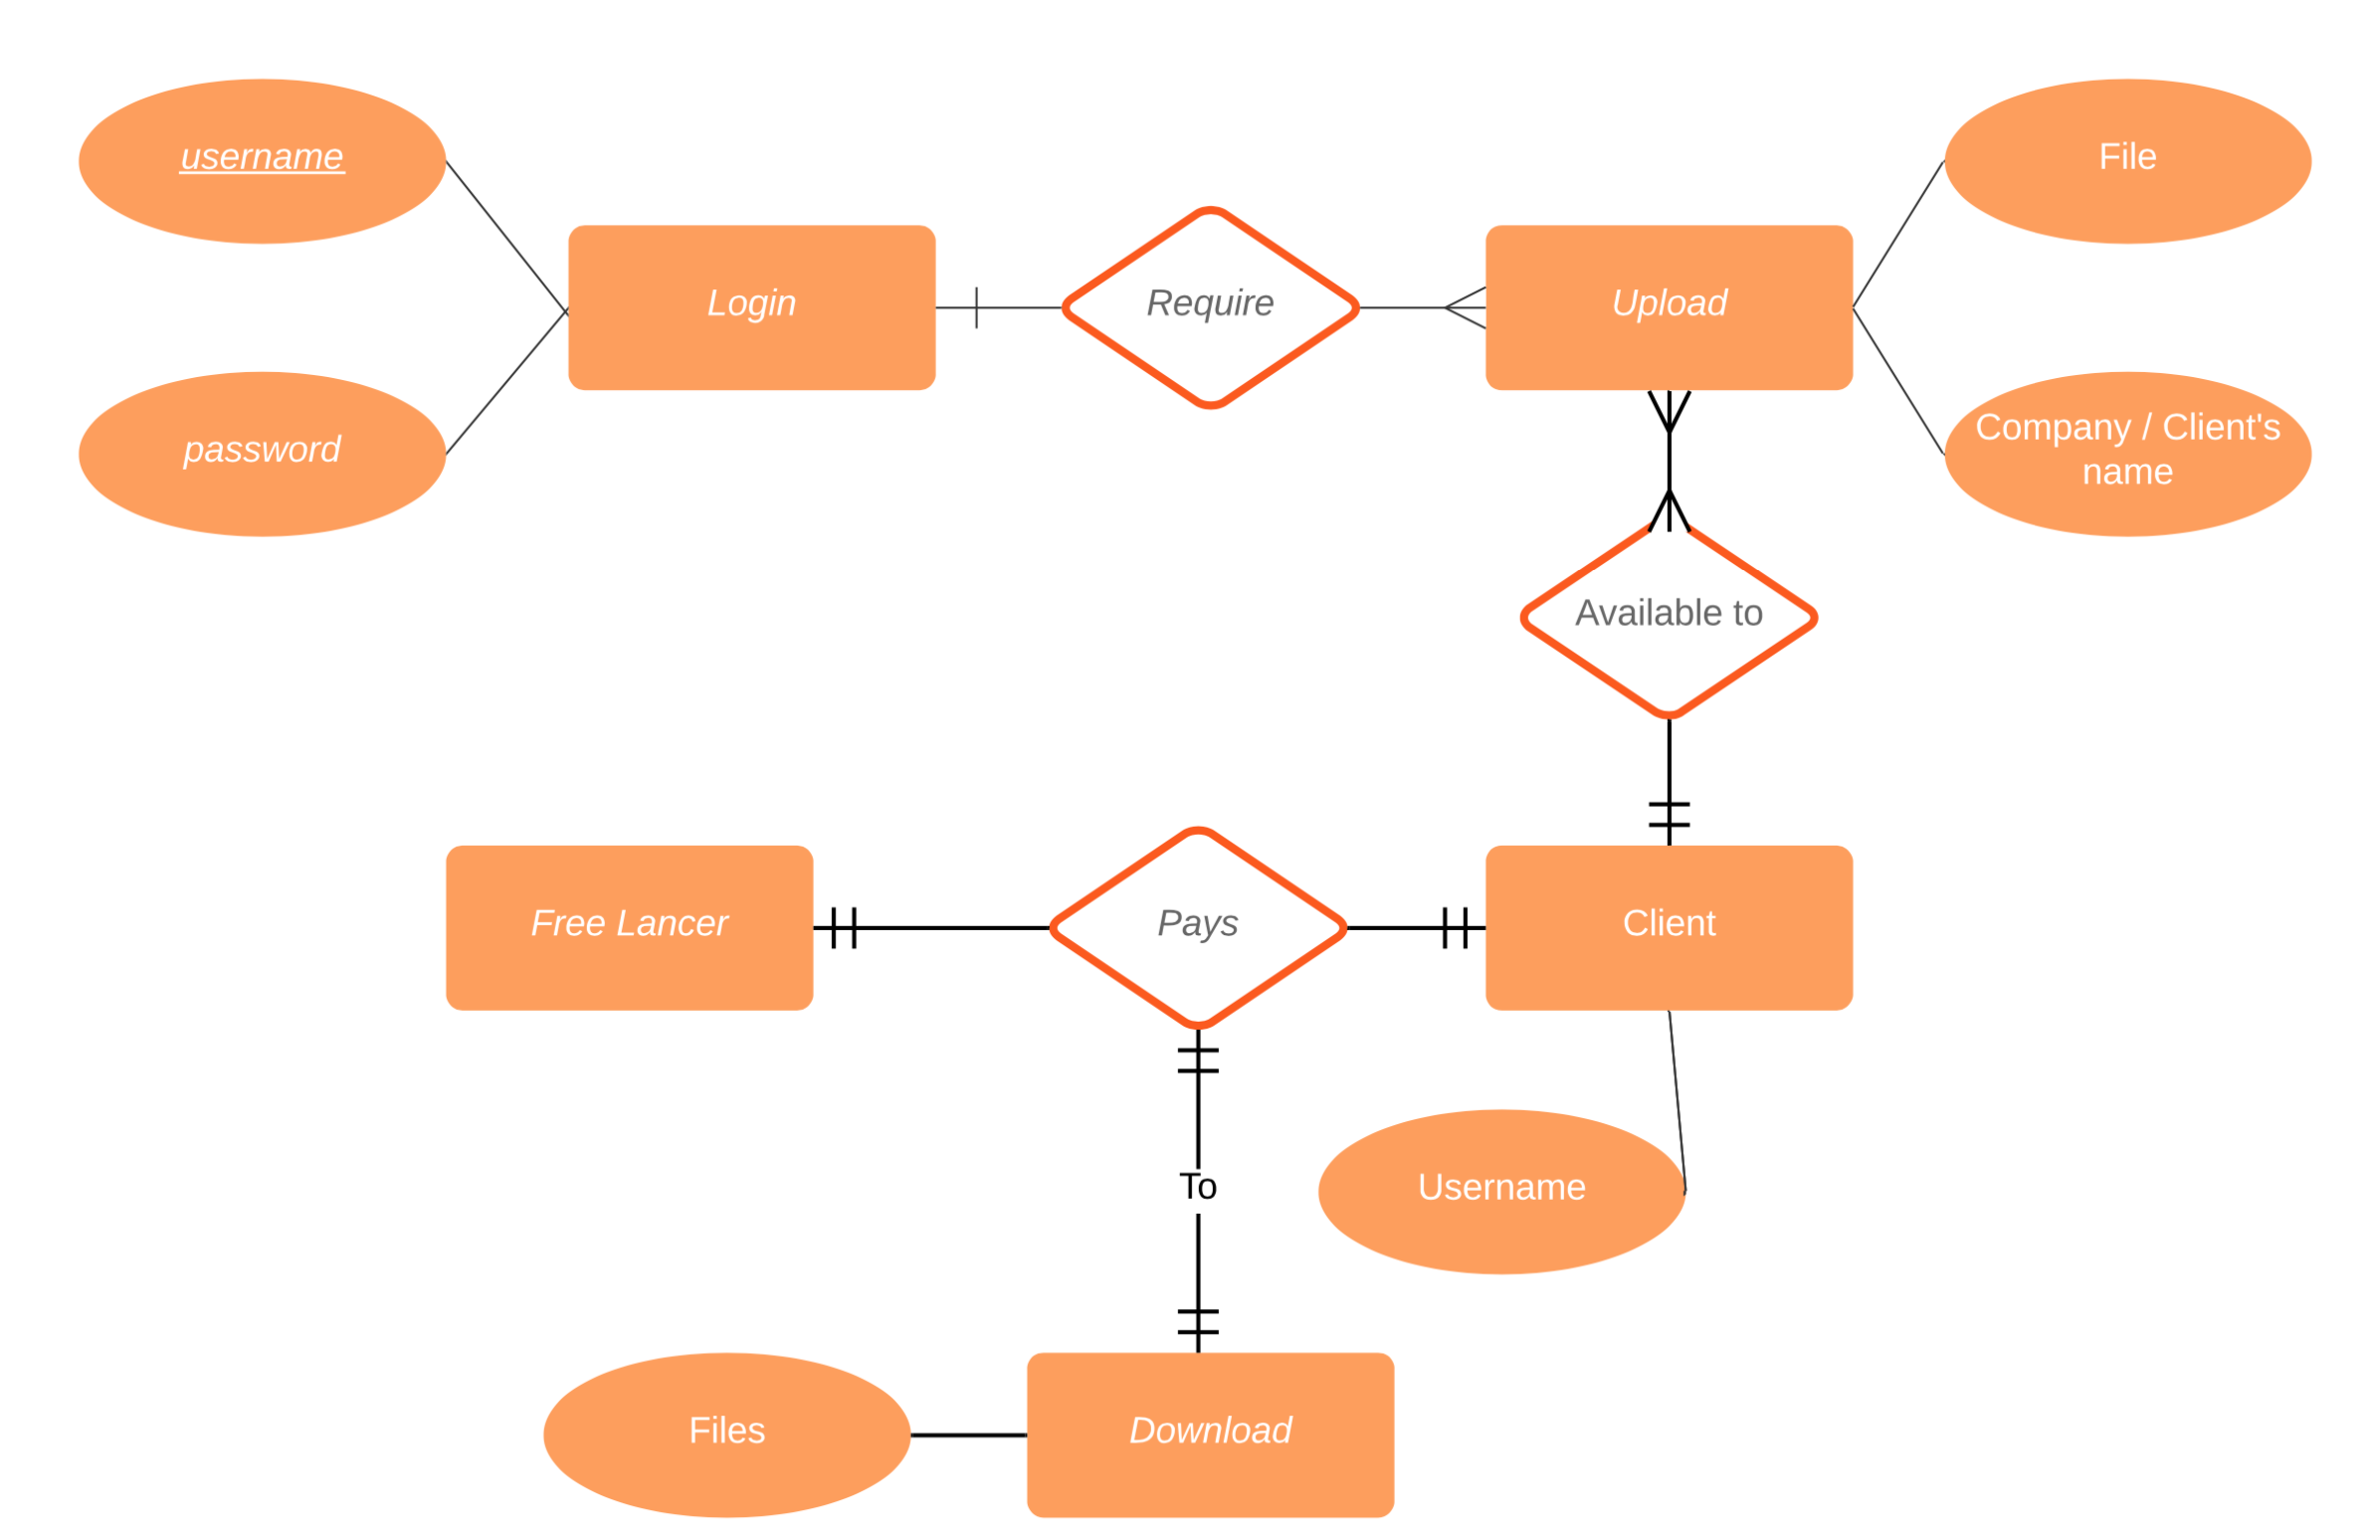 username
File
Login
Require
Upload
password
Company / Client's
name
Available to
Free Lancer
Pays
Client
To
Username
Files
Download